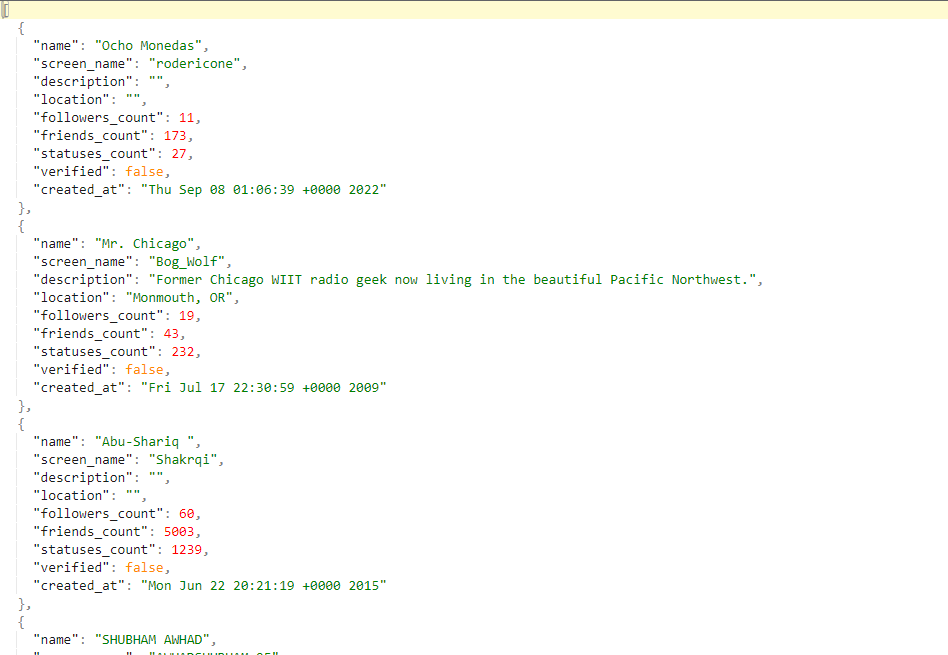 [
{
"name": "Ocho Monedas",
"screen_name": "rodericone",
"description": "",
"location": "",
"followers_count": 11,
"friends_count": 173,
"statuses_count": 27,
"verified": false,
"created_at": "Thu Sep 08 01:06:39 +0000 2022"
},
{
"name": "Mr. Chicago",
"screen_name": "Bog_Wolf",
"description": "Former Chicago WIIT radio geek now living in the beautiful Pacific Northwest.",
"location": "Monmouth, OR",
"followers_count": 19,
"friends_count": 43,
"statuses_count": 232,
"verified": false,
"created_at": "Fri Jul 17 22:30:59 +0000 2009"
},
{
"name": "Abu-Shariq ",
"screen_name": "Shakrqi",
"description": "",
"location": "",
"followers_count": 60,
"friends_count": 5003,
"statuses_count": 1239,
"verified": false,
"created_at": "Mon Jun 22 20:21:19 +0000 2015"
},
{
"name": "SHUBHAM AWHAD",